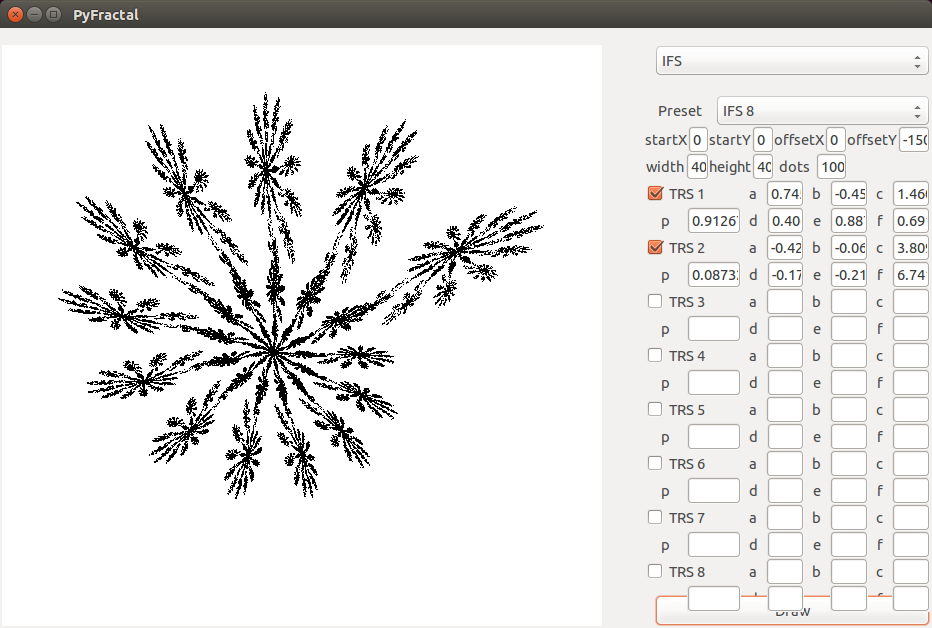 PyFractal
IFS
Preset IFS 8
startX 0 startY 0 offsetX 0 offsetY -150
width 40 height 40 dots 100
TRS 1 a 0.74 b -0.45 c 1.46
p 0.9126 d 0.40 e 0.88 f 0.69
TRS 2 a -0.42 b -0.06 c 3.80
p 0.0873 d -0.17 e -0.21 f 6.74
TRS 3 a b c
p d e f
TRS 4 a b c
p d e f
TRS 5 a b c
p d e f
TRS 6 a b c
p d e f
TRS 7 a b c
p d e f
TRS 8 a b c
Draw